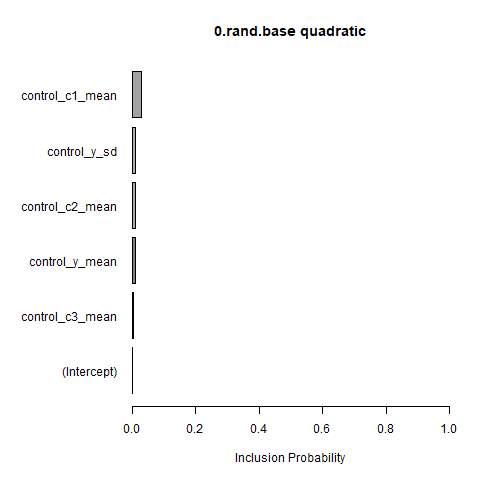 0.rand.base quadratic
control_c1_mean
control_y_sd
control_c2_mean
control_y_mean
control_c3_mean
(Intercept)
0.0 0.2 0.4 0.6 0.8 1.0
Inclusion Probability